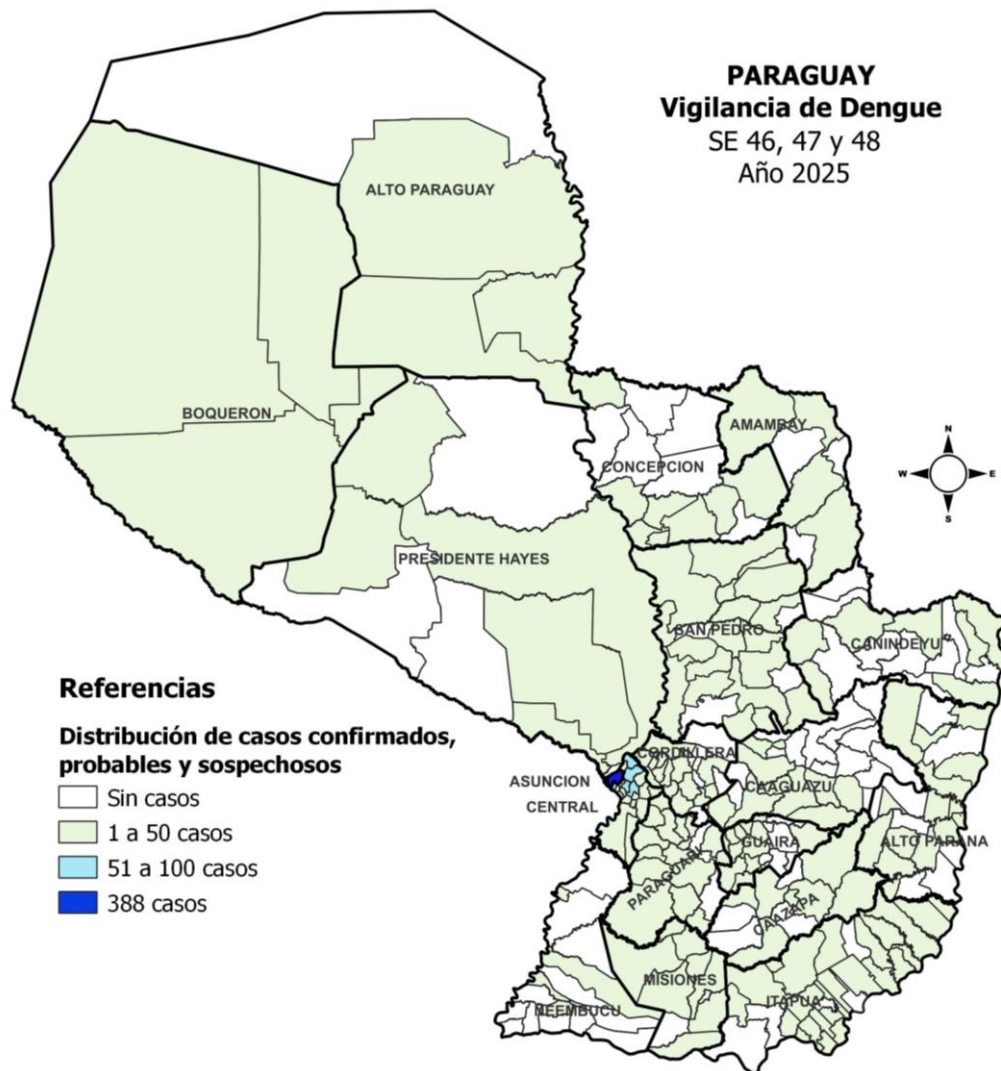 PARAGUAY
Vigilancia de Dengue
SE 46, 47 y 48
Año 2025
ALTO PARAGUAY
BOQUERON
AMAMBAY
CONCEPCION
N
W
E
S
PRESIDENTE HAYES
SAN PEDRO
CANINDEYU
Referencias
Distribución de casos confirmados,
probables y sospechosos
Sin casos
1 a 50 casos
51 a 100 casos
388 casos
CORDILLERA
ASUNCION
CENTRAL
CAAGUAZU
GUAIRA
ALTO PARANA
PARAGUARI
CAAZAPA
MISIONES
ITAPUA
ÑEEMBUCU